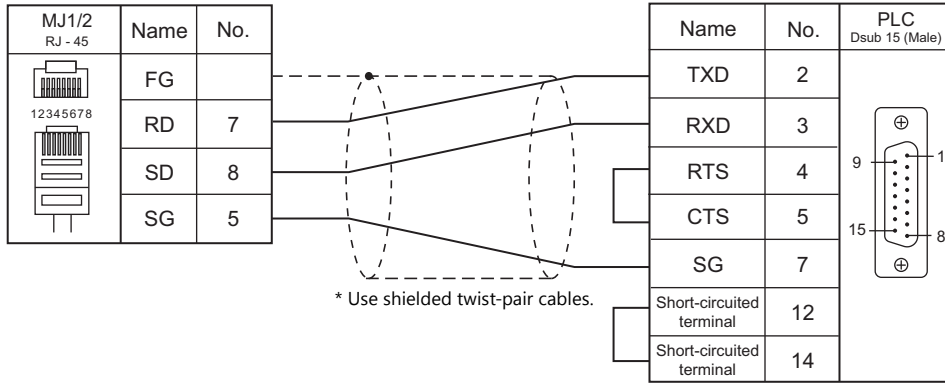 MJ1/2
RJ - 45
Name No.
12345678
FG
RD 7
SD 8
SG 5
* Use shielded twist-pair cables.
Name No.
PLC
Dsub 15 (Male)
TXD 2
RXD 3
RTS 4
CTS 5
SG 7
Short-circuited
terminal
12
Short-circuited
terminal
14
9
1
15
8